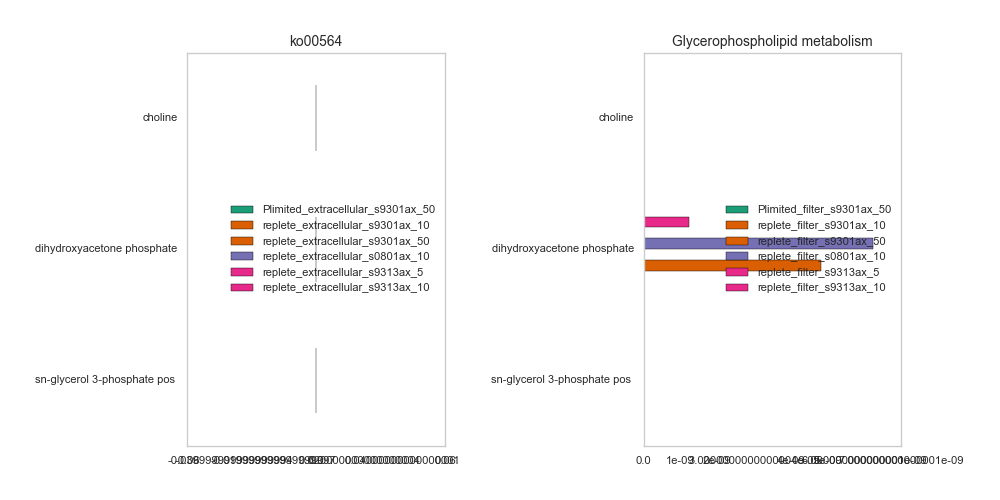 ko00564
Glycerophospholipid metabolism
choline
dihydroxyacetone phosphate
sn-glycerol 3-phosphate pos
Plimited_extracellular_s9301ax_50
replete_extracellular_s9301ax_10
replete_extracellular_s9301ax_50
replete_extracellular_s0801ax_10
replete_extracellular_s9313ax_5
replete_extracellular_s9313ax_10
choline
dihydroxyacetone phosphate
sn-glycerol 3-phosphate pos
Plimited_filter_s9301ax_50
replete_filter_s9301ax_10
replete_filter_s9301ax_50
replete_filter_s0801ax_10
replete_filter_s9313ax_5
replete_filter_s9313ax_10
0.0
1e-09